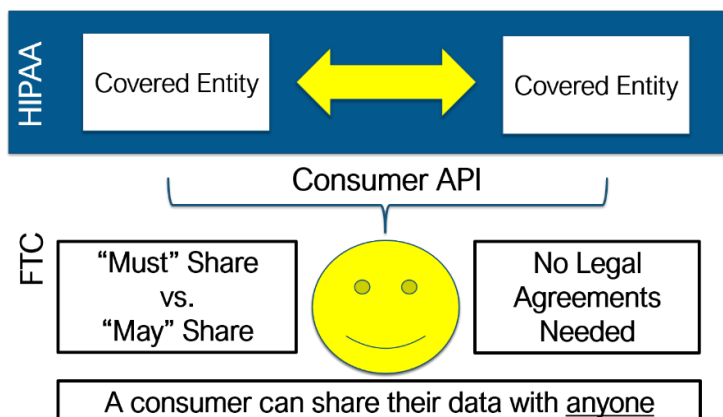 HIPAA
Covered Entity
Covered Entity
Consumer API
FTC
“Must” Share
vs.
“May” Share
No Legal
Agreements
Needed
A consumer can share their data with anyone